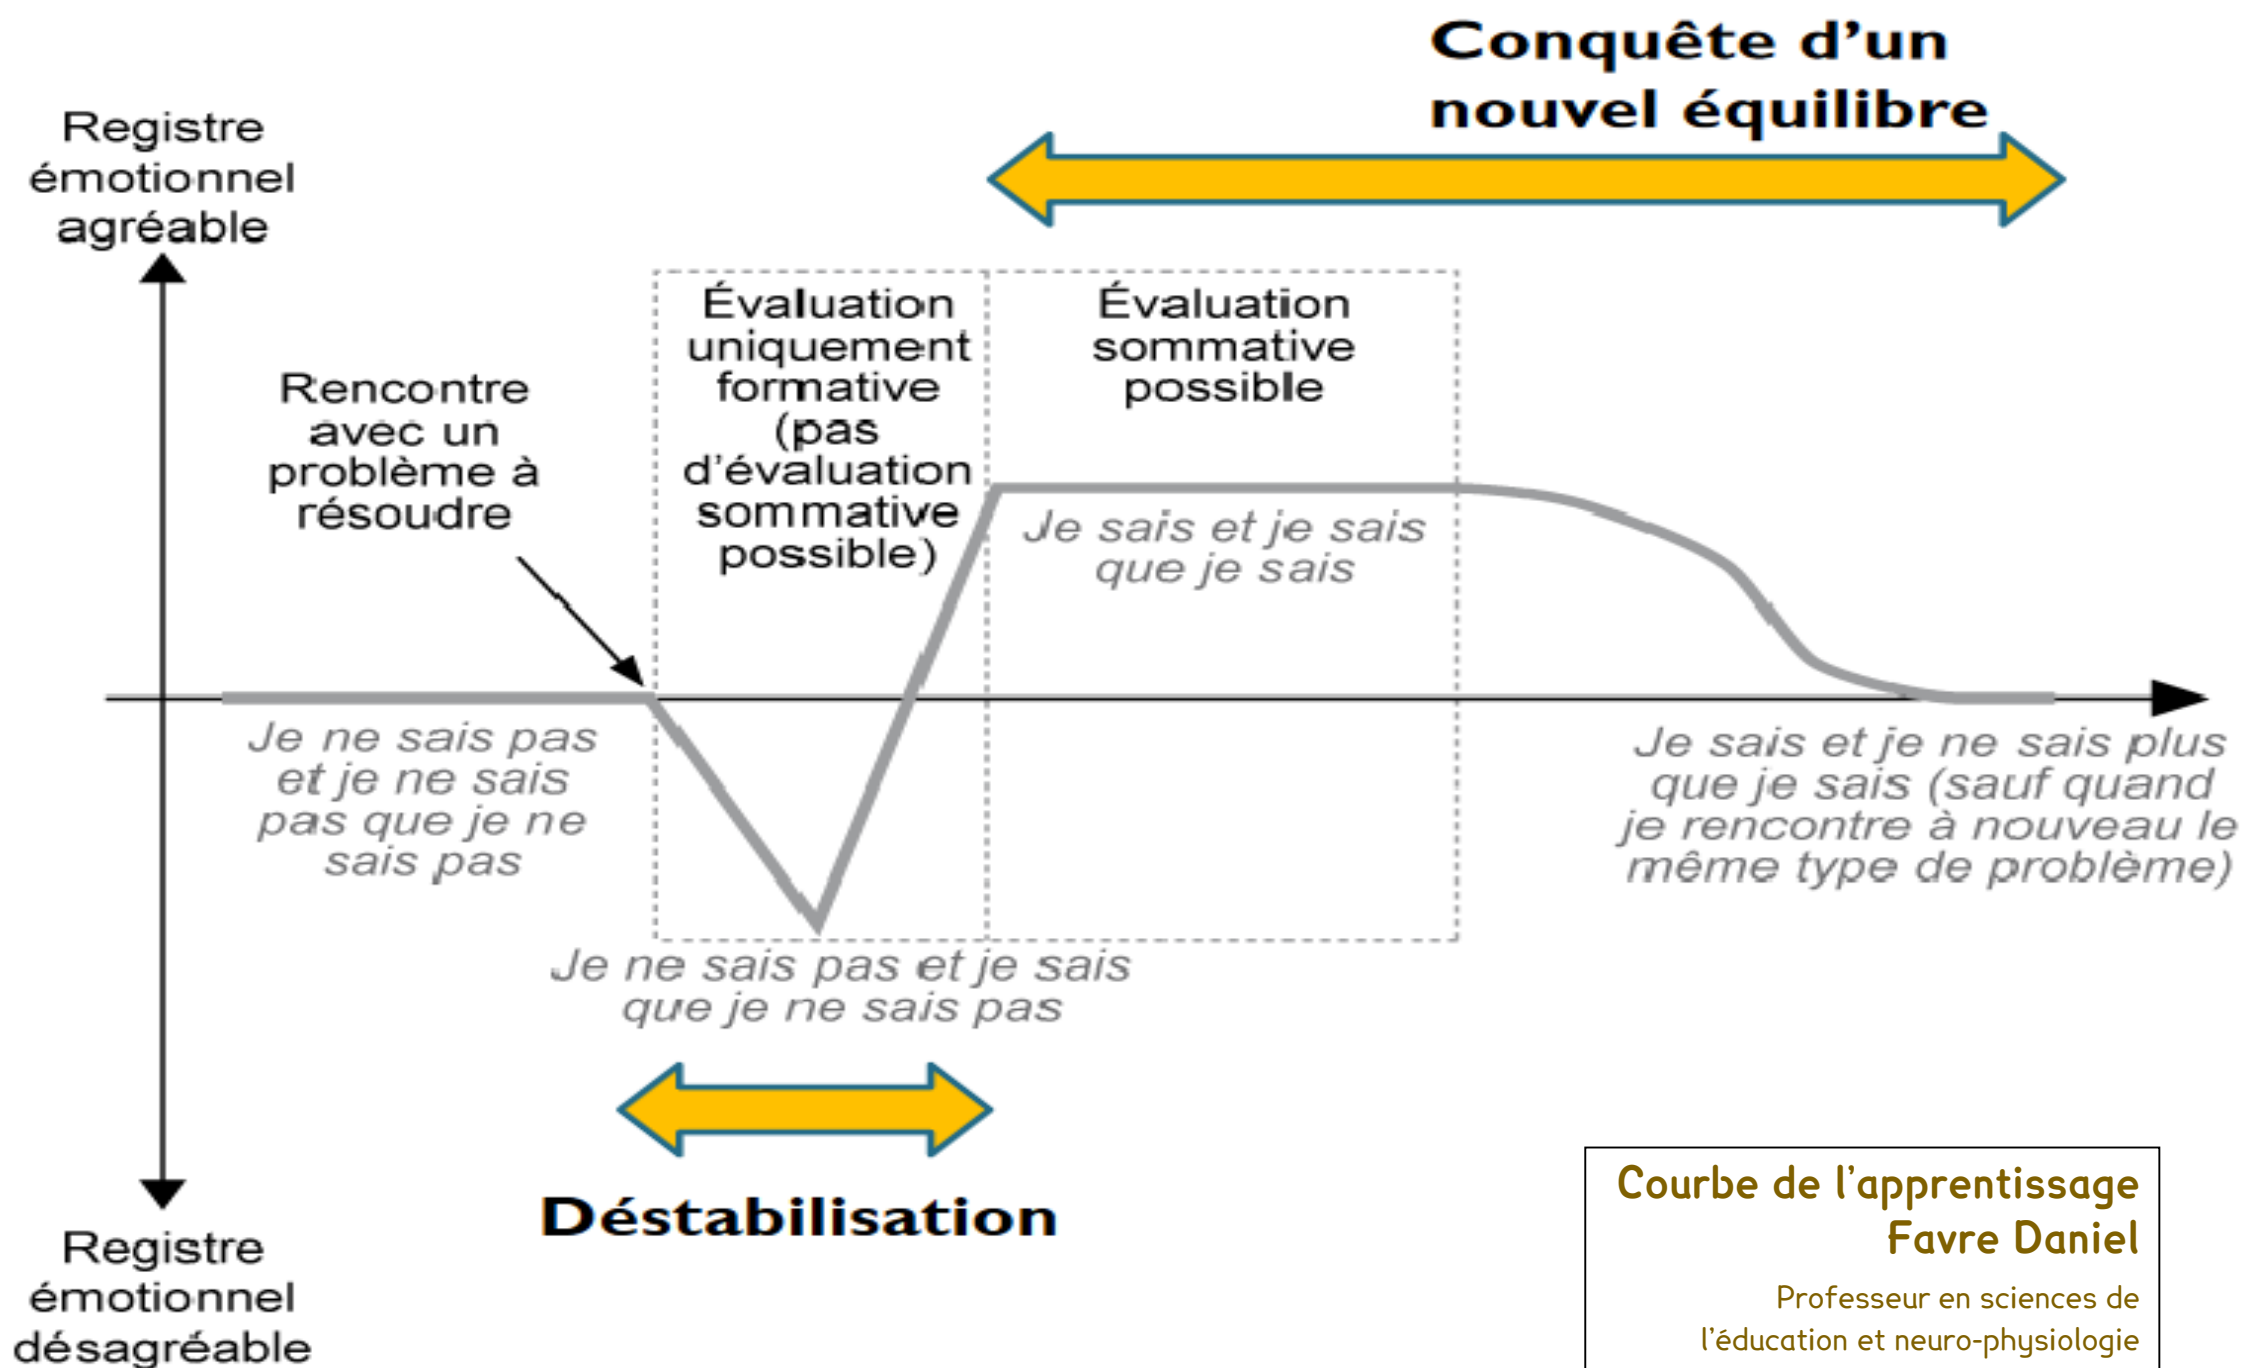 Conquête d’un
nouvel équilibre
Registre
émotionnel
agréable
Rencontre
avec un
problème à
résoudre
Évaluation
uniquement
formative
(pas
d’évaluation
sommative
possible)
Évaluation
sommative
possible
Je sais et je sais
que je sais
Je ne sais pas
et je ne sais
pas que je ne
sais pas
Je sais et je ne sais plus
que je sais (sauf quand
je rencontre à nouveau le
même type de problème)
Je ne sais pas et je sais
que je ne sais pas
Déstabilisation
Registre
émotionnel
désagréable
Courbe de l’apprentissage
Favre Daniel
Professeur en sciences de
l’éducation et neuro-physiologie